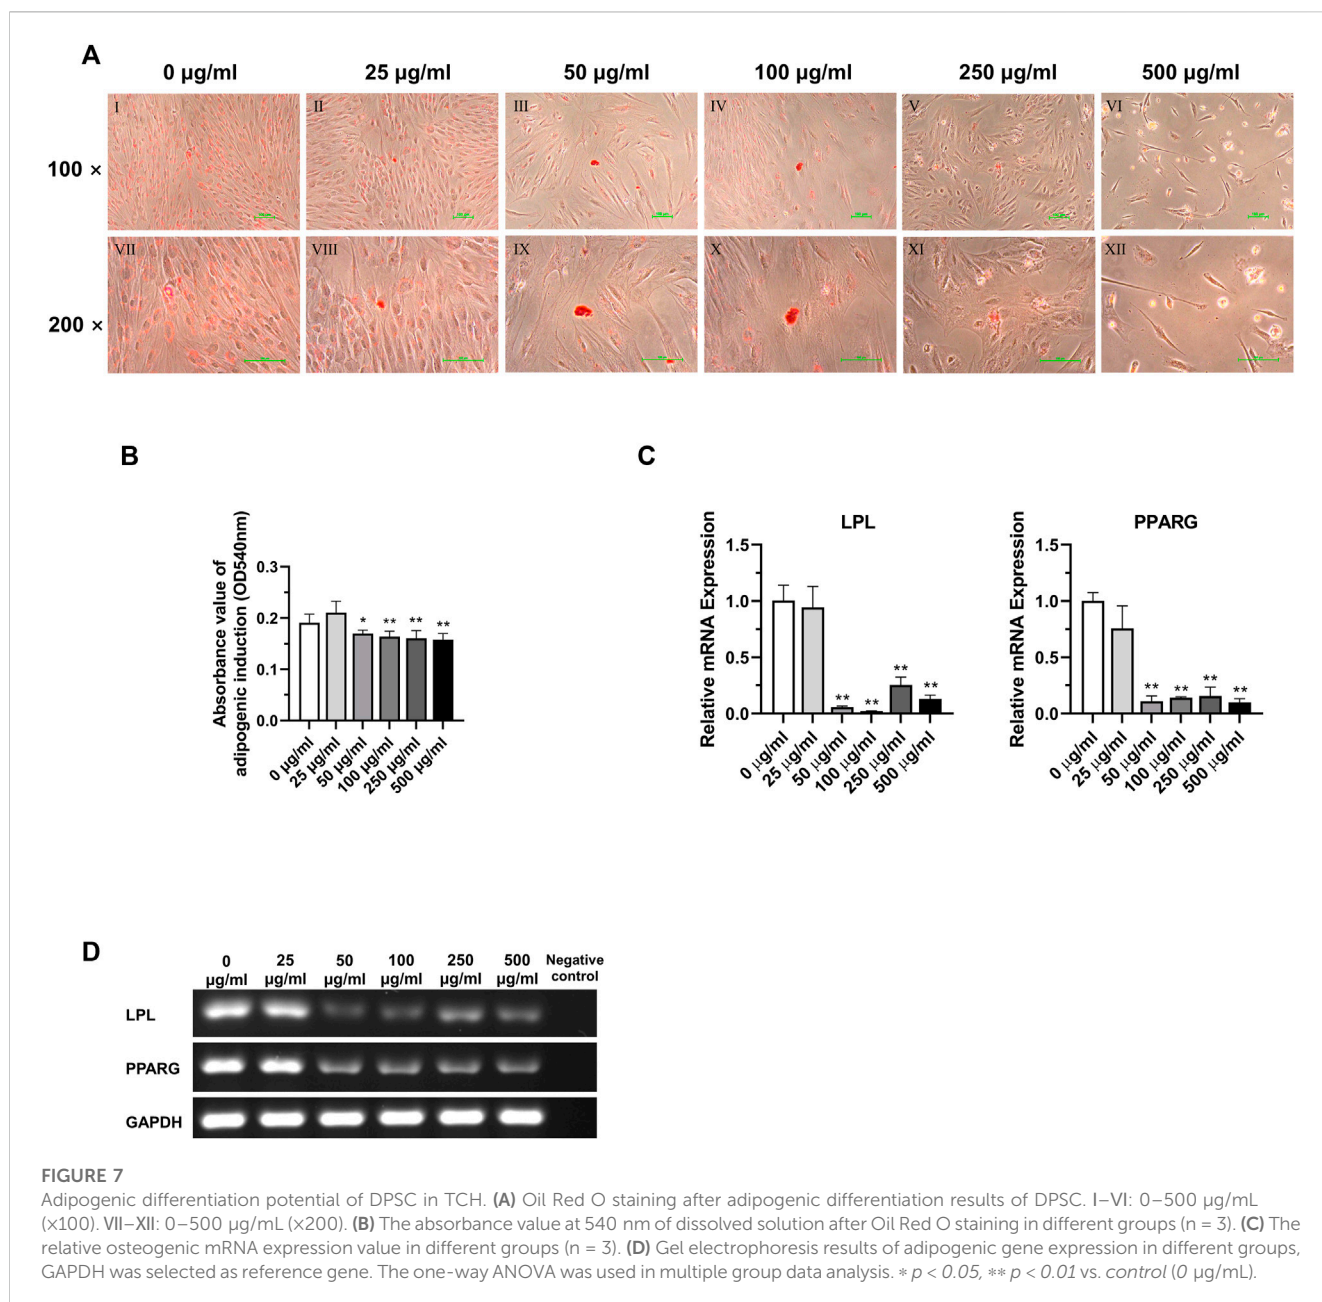 A
0 µg/ml 25 µg/ml 50 µg/ml 100 µg/ml 250 µg/ml 500 µg/ml
100 ×
I II III IV V VI
200 ×
VII VIII IX X XI XII
B
Absorbance value of
adipogenic induction (OD540nm)
0.3
0.2
0.1
0.0
* ** ** **
0 µg/ml 25 µg/ml 50 µg/ml 100 µg/ml 250 µg/ml 500 µg/ml
C
LPL
Relative mRNA Expression
1.5
1.0
0.5
0.0
** ** ** **
0 µg/ml 25 µg/ml 50 µg/ml 100 µg/ml 250 µg/ml 500 µg/ml
PPARG
Relative mRNA Expression
1.5
1.0
0.5
0.0
** ** ** **
0 µg/ml 25 µg/ml 50 µg/ml 100 µg/ml 250 µg/ml 500 µg/ml
D
0 25 50 100 250 500 Negative
µg/ml µg/ml µg/ml µg/ml µg/ml µg/ml control
LPL
PPARG
GAPDH
FIGURE 7
Adipogenic differentiation potential of DPSC in TCH. (A) Oil Red O staining after adipogenic differentiation results of DPSC. I–VI: 0–500 µg/mL
(×100). VII–XII: 0–500 µg/mL (×200). (B) The absorbance value at 540 nm of dissolved solution after Oil Red O staining in different groups (n = 3). (C) The
relative osteogenic mRNA expression value in different groups (n = 3). (D) Gel electrophoresis results of adipogenic gene expression in different groups,
GAPDH was selected as reference gene. The one-way ANOVA was used in multiple group data analysis. ∗ p < 0.05, ∗∗ p < 0.01 vs. control (0 µg/mL).